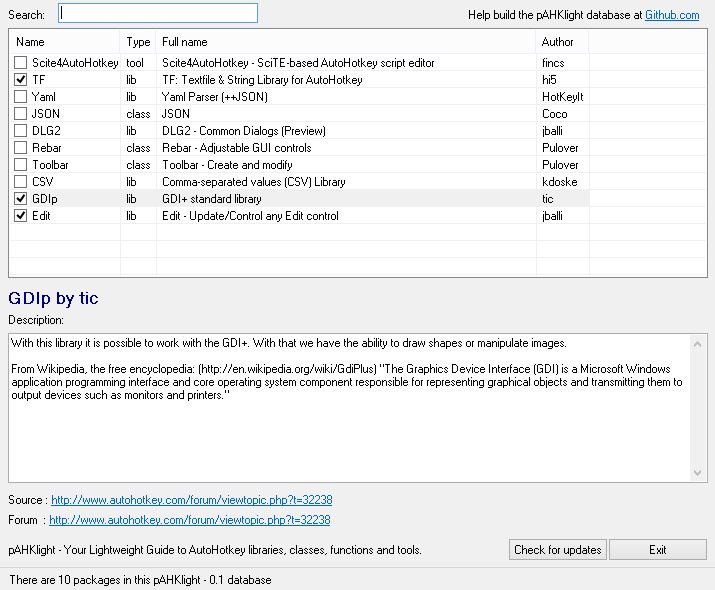 Search:
Help build the pAHKlight database at Github.com
Name Type Full name Author
Scite4AutoHotkey tool Scite4AutoHotkey - SciTE-based AutoHotkey script editor fincs
TF lib TF: Textfile & String Library for AutoHotkey hi5
Yaml lib Yaml Parser (++JSON) HotKeyIt
JSON class JSON Coco
DLG2 lib DLG2 - Common Dialogs (Preview) jballi
Rebar class Rebar - Adjustable GUI controls Pulover
Toolbar class Toolbar - Create and modify Pulover
CSV lib Comma-separated values (CSV) Library kdoske
GDIp lib GDI+ standard library tic
Edit lib Edit - Update/Control any Edit control jballi
GDIp by tic
Description:
With this library it is possible to work with the GDI+. With that we have the ability to draw shapes or manipulate images.
From Wikipedia, the free encyclopedia: (http://en.wikipedia.org/wiki/GdiPlus) "The Graphics Device Interface (GDI) is a Microsoft Windows
application programming interface and core operating system component responsible for representing graphical objects and transmitting them to
output devices such as monitors and printers."
Source : http://www.autohotkey.com/forum/viewtopic.php?t=32238
Forum : http://www.autohotkey.com/forum/viewtopic.php?t=32238
pAHKlight - Your Lightweight Guide to AutoHotkey libraries, classes, functions and tools.
Check for updates
Exit
There are 10 packages in this pAHKlight - 0.1 database